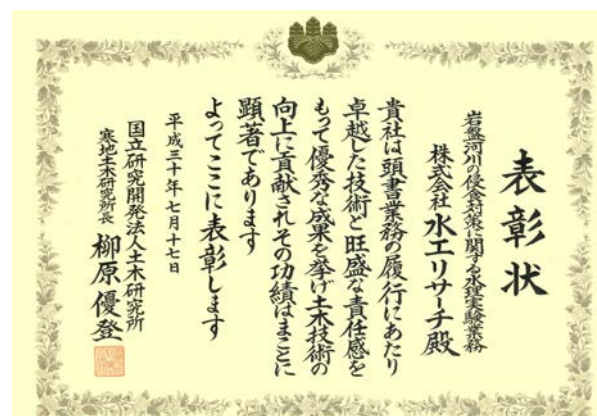 表彰状
岩盤河川の侵食対策に関する水理実験業務
株式会社 水工リサーチ殿
貴社は頭書業務の履行にあたり
卓越した技術と旺盛な責任感を
もって優秀な成果を挙げ土木技術の
向上に貢献されその功績はまことに
顕著であります
よってここに表彰します
平成三十年七月十七日
国立研究開発法人土木研究所
寒地土木研究所長 柳原優登